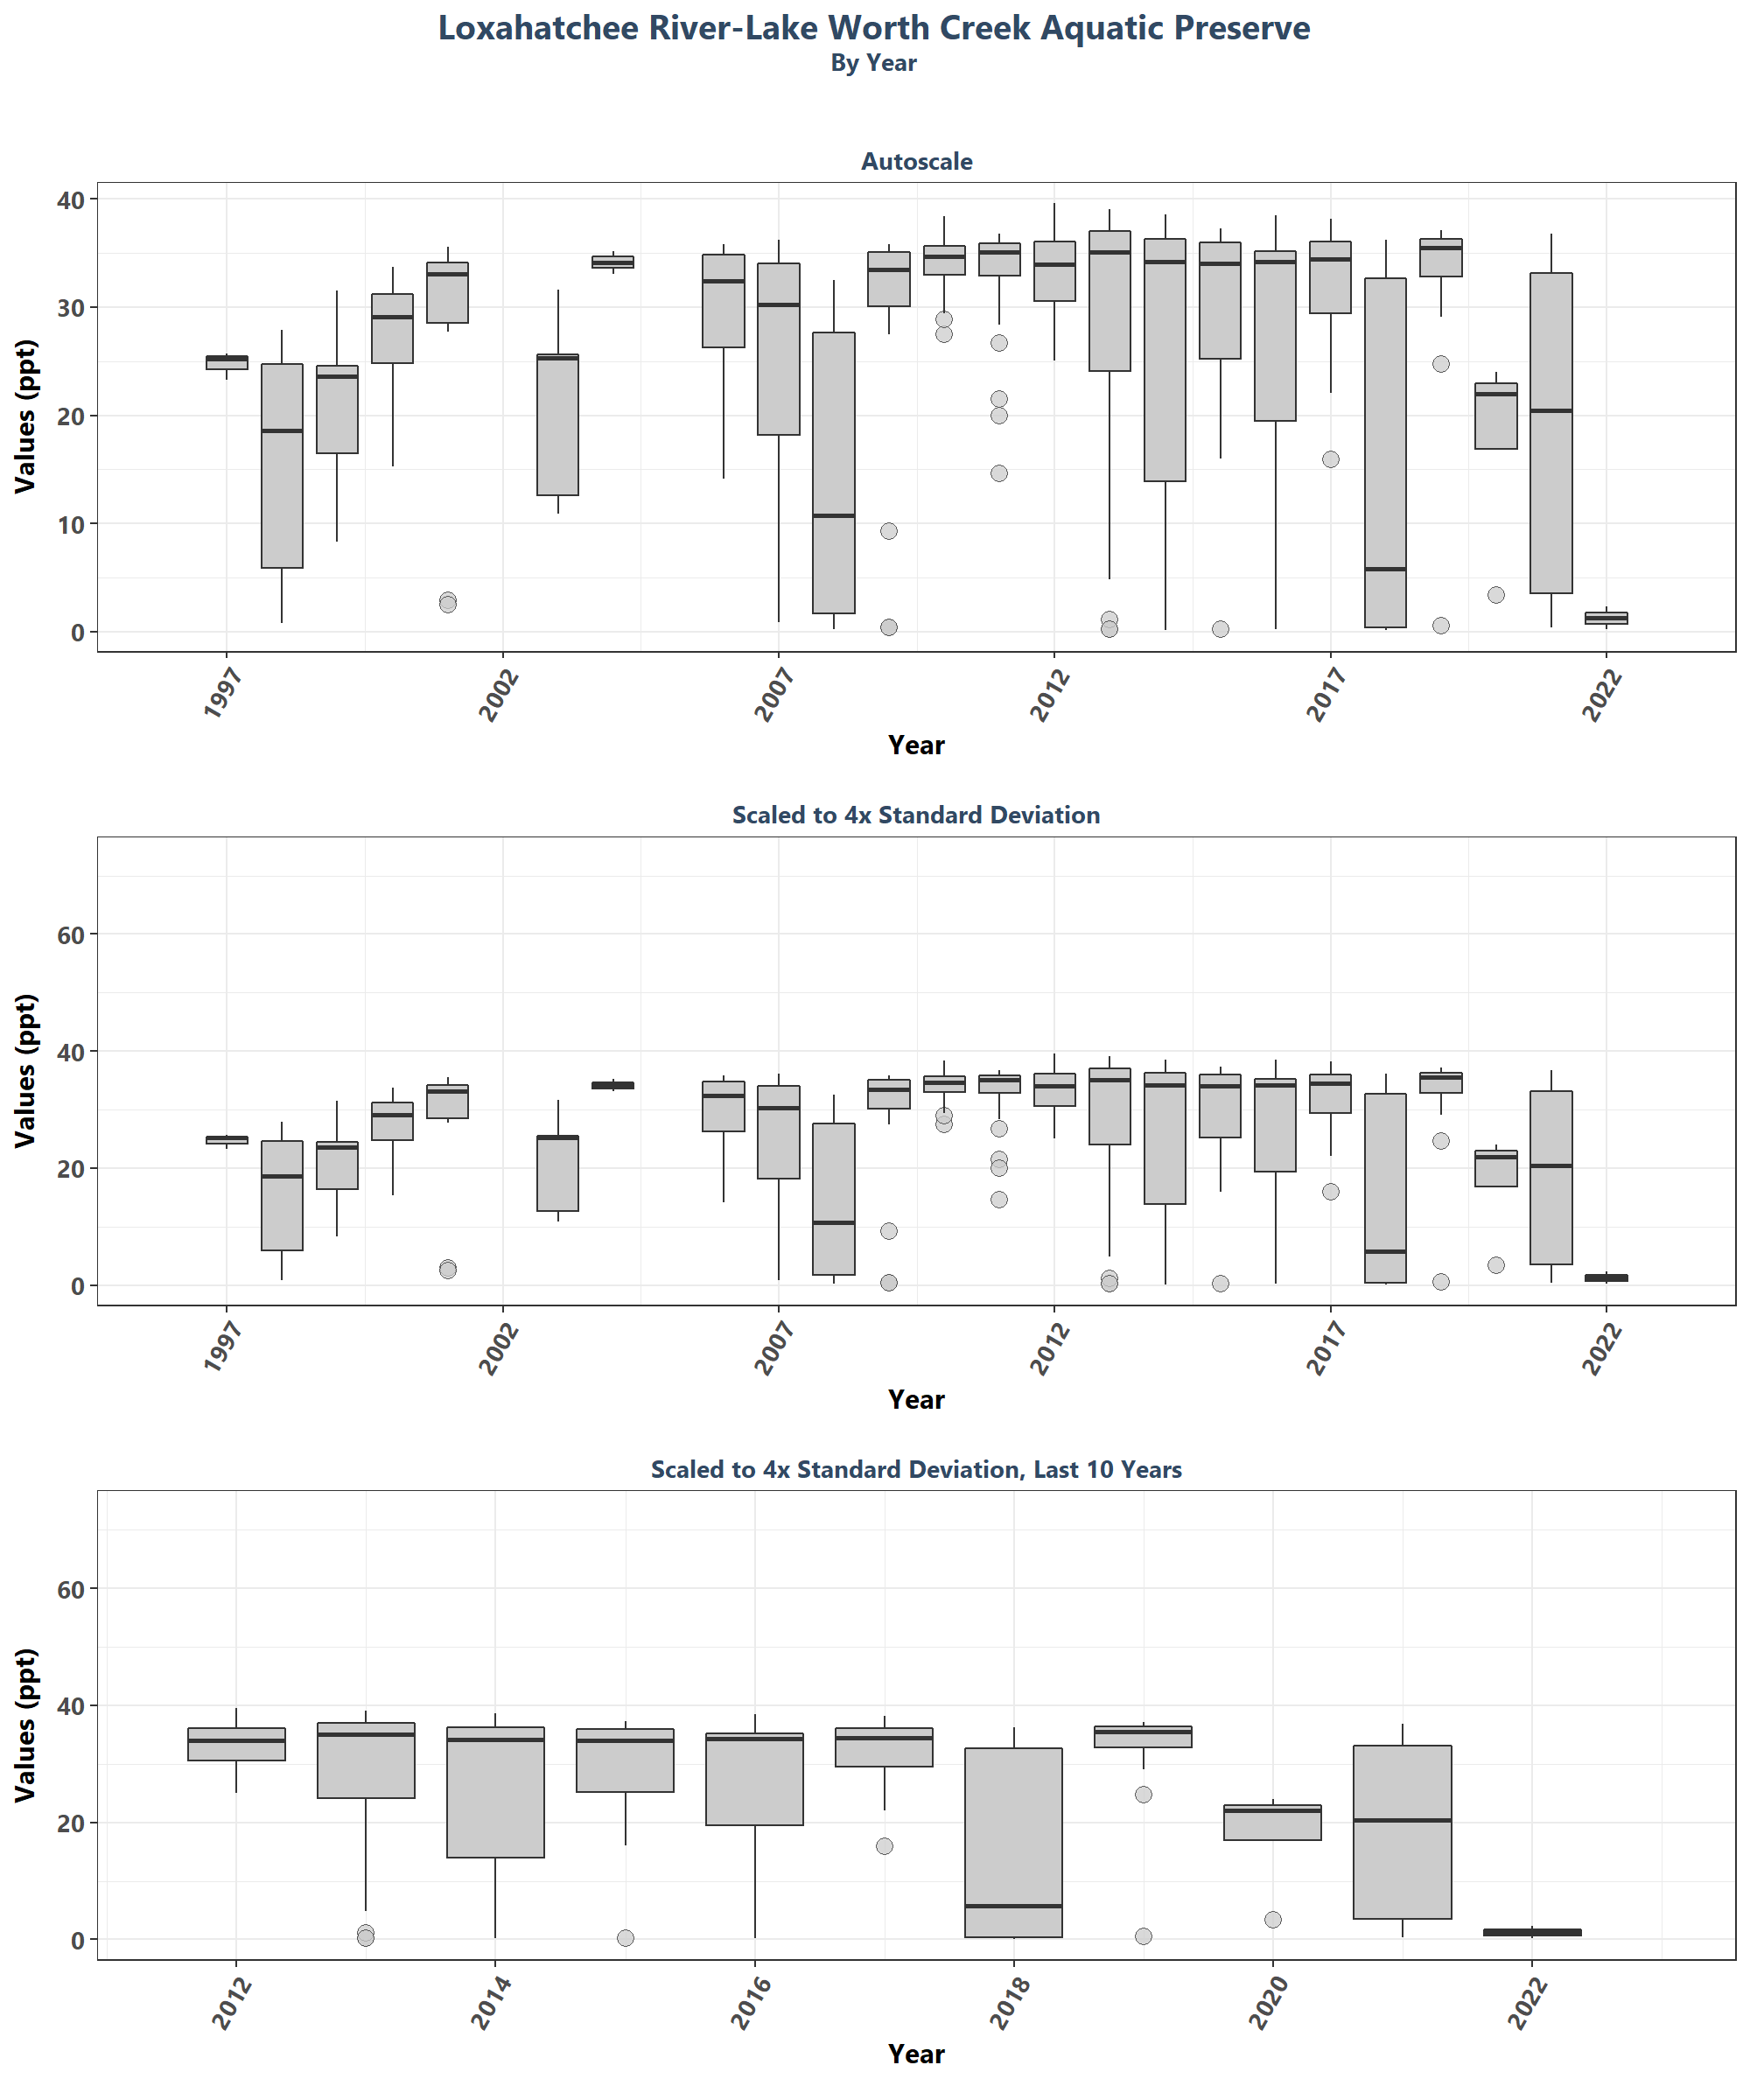 Loxahatchee River-Lake Worth Creek Aquatic Preserve
By Year
Autoscale
Values (ppt)
40
30
20
10
0
1997
2002
2007
2012
2017
2022
Year
Scaled to 4x Standard Deviation
Values (ppt)
60
40
20
0
1997
2002
2007
2012
2017
2022
Year
Scaled to 4x Standard Deviation, Last 10 Years
Values (ppt)
60
40
20
0
2012
2014
2016
2018
2020
2022
Year